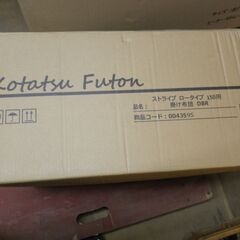 Kotatsu Futon
ストライプ ロータイプ 150用
品名： 掛け布団 DBR
商品コード：0043595